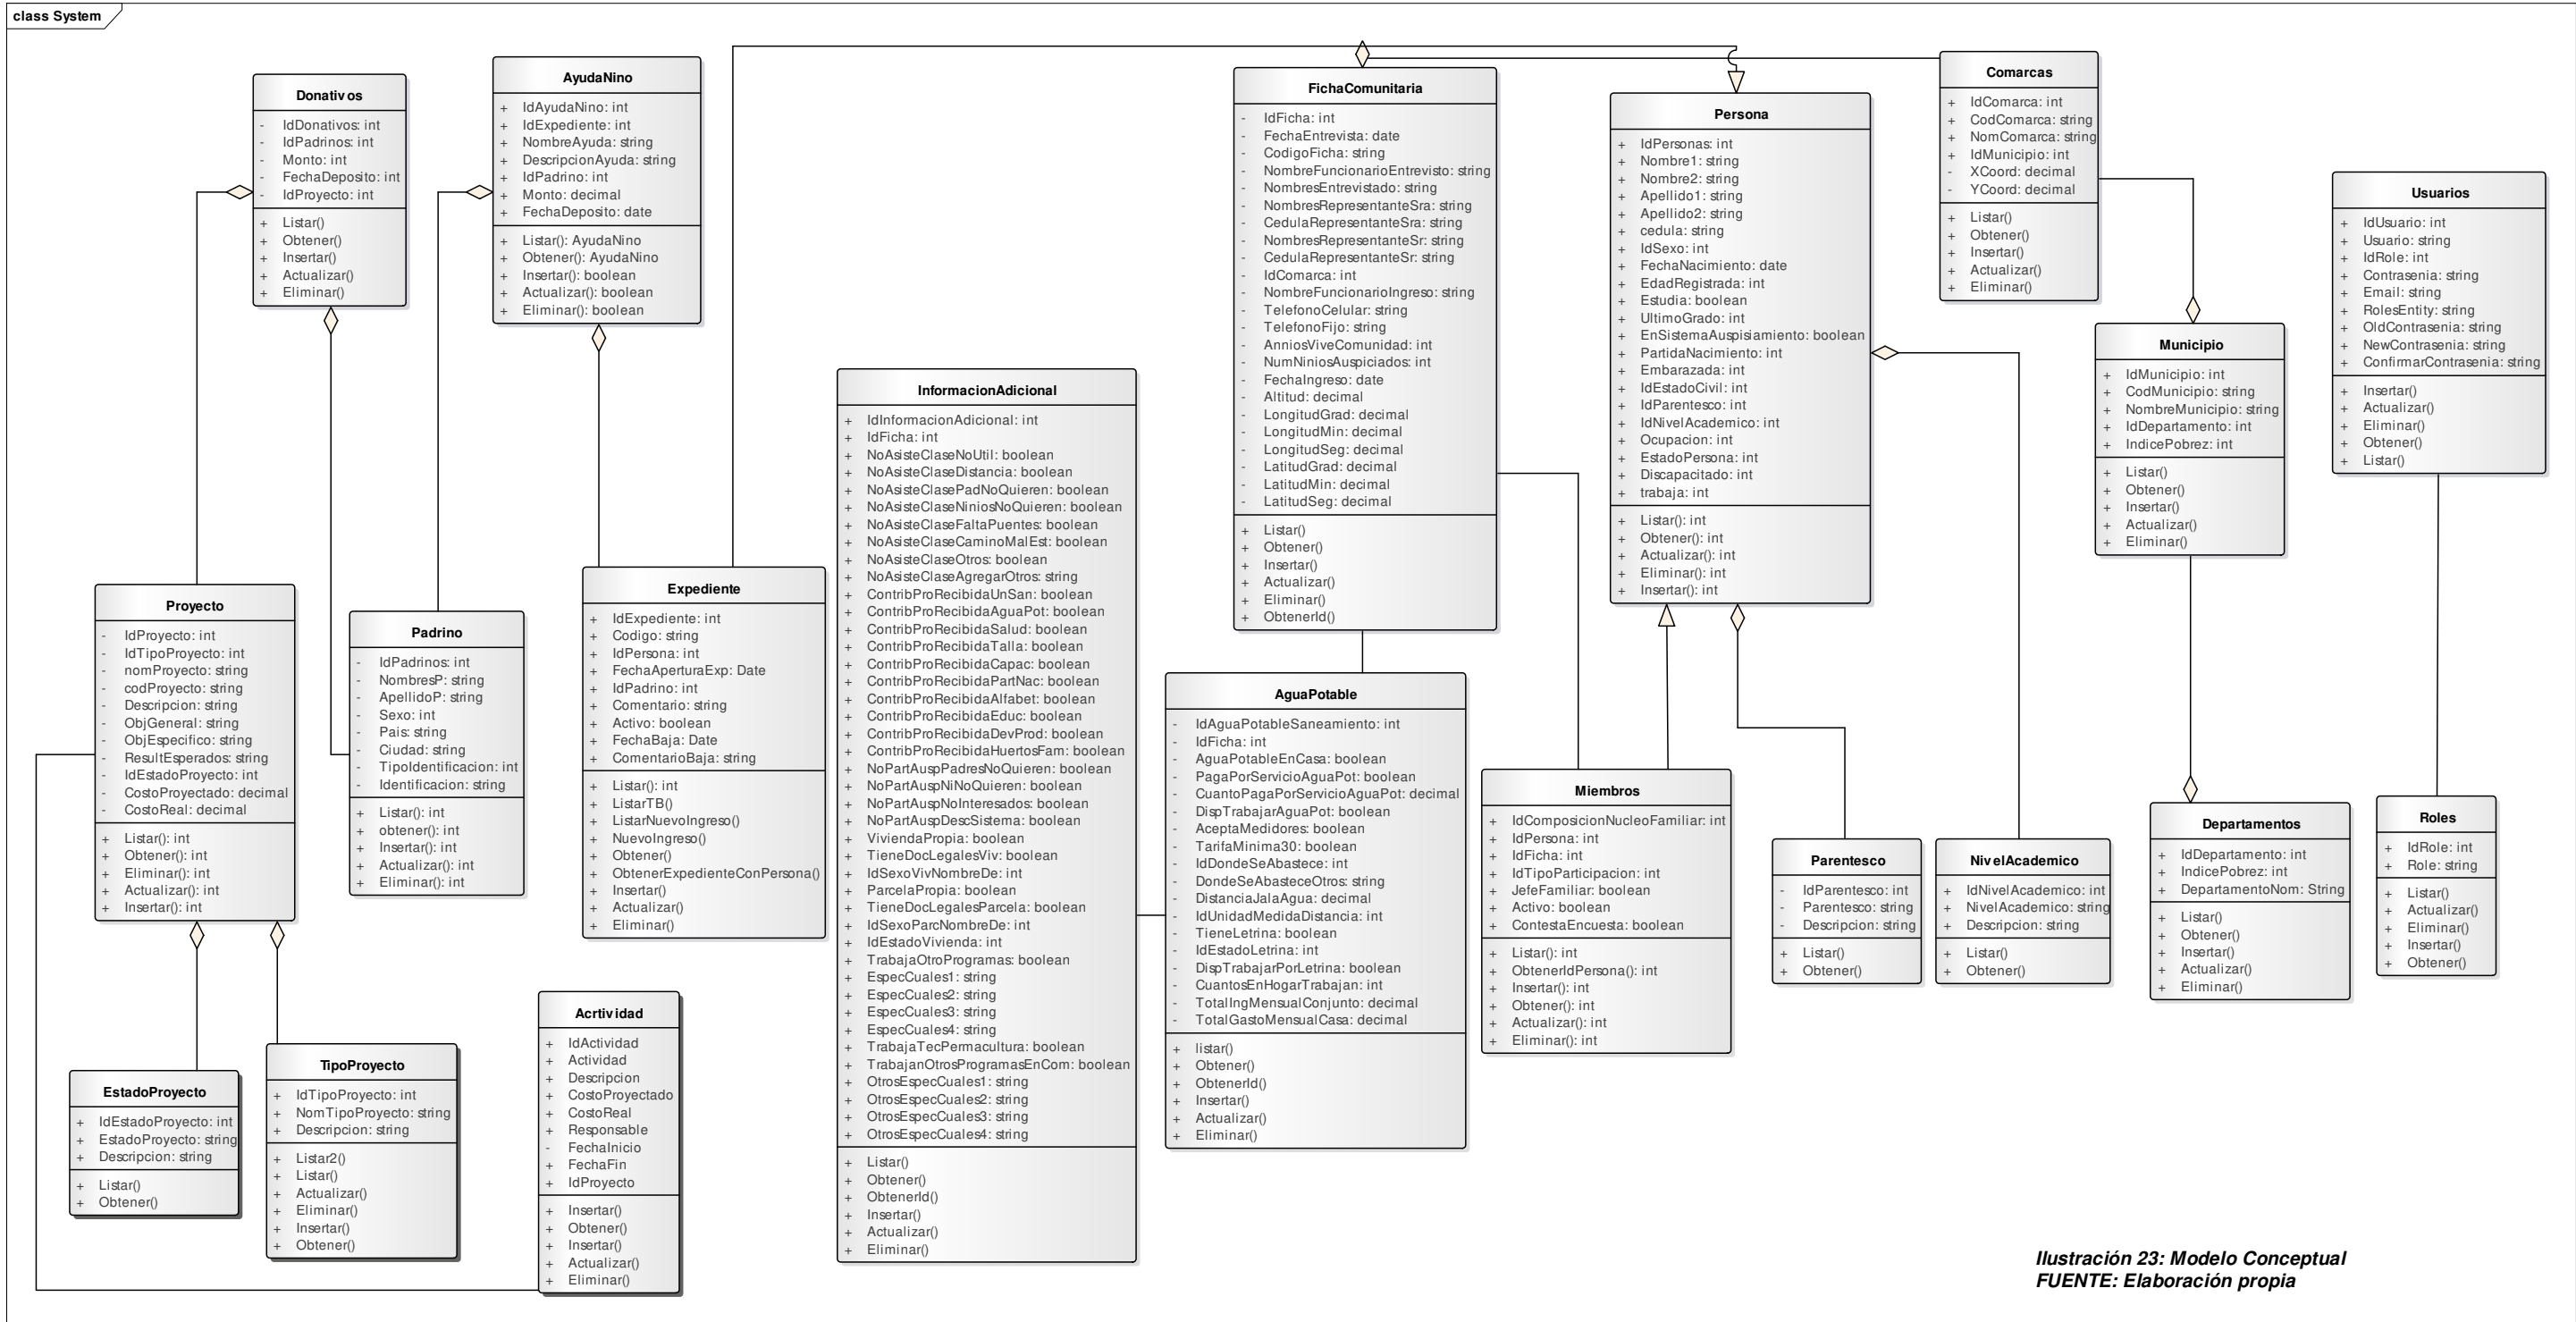 class System
Donativos
- IdDonativos: int
- IdPadrinos: int
- Monto: int
- FechaDeposito: int
- IdProyecto: int
+ Listar()
+ Obtener()
+ Insertar()
+ Actualizar()
+ Eliminar()
AyudaNino
+ IdAyudaNino: int
+ IdExpediente: int
+ NombreAyuda: string
+ DescripcionAyuda: string
+ IdPadrino: int
+ Monto: decimal
+ FechaDeposito: date
+ Listar(): AyudaNino
+ Obtener(): AyudaNino
+ Insertar(): boolean
+ Actualizar(): boolean
+ Eliminar(): boolean
FichaComunitaria
- IdFicha: int
- FechaEntrevista: date
- CodigoFicha: string
- NombreFuncionarioEntrevisto: string
- NombresEntrevistado: string
- NombresRepresentanteSra: string
- CedulaRepresentanteSra: string
- NombresRepresentanteSr: string
- CedulaRepresentanteSr: string
- IdComarca: int
- NombreFuncionarioIngreso: string
- TelefonoCelular: string
- TelefonoFijo: string
- AnniosViveComunidad: int
- NumNiniosAuspiciados: int
- FechaIngreso: date
- Altitud: decimal
- LongitudGrad: decimal
- LongitudMin: decimal
- LongitudSeg: decimal
- LatitudGrad: decimal
- LatitudMin: decimal
- LatitudSeg: decimal
+ Listar()
+ Obtener()
+ Insertar()
+ Actualizar()
+ Eliminar()
+ ObtenerId()
Persona
+ IdPersonas: int
+ Nombre1: string
+ Nombre2: string
+ Apellido1: string
+ Apellido2: string
+ cedula: string
+ IdSexo: int
+ FechaNacimiento: date
+ EdadRegistrada: int
+ Estudia: boolean
+ UltimoGrado: int
+ EnSistemaAuspisiamiento: boolean
+ PartidaNacimiento: int
+ Embarazada: int
+ IdEstadoCivil: int
+ IdParentesco: int
+ IdNivelAcademico: int
+ Ocupacion: int
+ EstadoPersona: int
+ Discapacitado: int
+ trabaja: int
+ Listar(): int
+ Obtener(): int
+ Actualizar(): int
+ Eliminar(): int
+ Insertar(): int
Comarcas
+ IdComarca: int
+ CodComarca: string
+ NomComarca: string
+ IdMunicipio: int
- XCoord: decimal
- YCoord: decimal
+ Listar()
+ Obtener()
+ Insertar()
+ Actualizar()
+ Eliminar()
Usuarios
+ IdUsuario: int
+ Usuario: string
+ IdRole: int
+ Contrasenia: string
+ Email: string
+ RolesEntity: string
+ OldContrasenia: string
+ NewContrasenia: string
+ ConfirmarContrasenia: string
+ Insertar()
+ Actualizar()
+ Eliminar()
+ Obtener()
+ Listar()
Municipio
+ IdMunicipio: int
+ CodMunicipio: string
+ NombreMunicipio: string
+ IdDepartamento: int
+ IndicePobrez: int
+ Listar()
+ Obtener()
+ Insertar()
+ Actualizar()
+ Eliminar()
InformacionAdicional
+ IdInformacionAdicional: int
+ IdFicha: int
+ NoAsisteClaseNoUtil: boolean
+ NoAsisteClaseDistancia: boolean
+ NoAsisteClasePadNoQuieren: boolean
+ NoAsisteClaseNiniosNoQuieren: boolean
+ NoAsisteClaseFaltaPuentes: boolean
+ NoAsisteClaseCaminoMalEst: boolean
+ NoAsisteClaseOtros: boolean
+ NoAsisteClaseAgregarOtros: string
+ ContribProRecibidaUnSan: boolean
+ ContribProRecibidaAguaPot: boolean
+ ContribProRecibidaSalud: boolean
+ ContribProRecibidaTalla: boolean
+ ContribProRecibidaCapac: boolean
+ ContribProRecibidaPartNac: boolean
+ ContribProRecibidaAlfabet: boolean
+ ContribProRecibidaEduc: boolean
+ ContribProRecibidaDevProd: boolean
+ ContribProRecibidaHuertosFam: boolean
+ NoPartAuspPadresNoQuieren: boolean
+ NoPartAuspNiNoQuieren: boolean
+ NoPartAuspNoInteresados: boolean
+ NoPartAuspDescSistema: boolean
+ ViviendaPropia: boolean
+ TieneDocLegalesViv: boolean
+ IdSexoVivNombreDe: int
+ ParcelaPropia: boolean
+ TieneDocLegalesParcela: boolean
+ IdSexoParcNombreDe: int
+ IdEstadoVivienda: int
+ TrabajaOtroProgramas: boolean
+ EspecCuales1: string
+ EspecCuales2: string
+ EspecCuales3: string
+ EspecCuales4: string
+ TrabajaTecPermacultura: boolean
+ TrabajanOtrosProgramasEnCom: boolean
+ OtrosEspecCuales1: string
+ OtrosEspecCuales2: string
+ OtrosEspecCuales3: string
+ OtrosEspecCuales4: string
+ Listar()
+ Obtener()
+ ObtenerId()
+ Insertar()
+ Actualizar()
+ Eliminar()
Expediente
+ IdExpediente: int
+ Codigo: string
+ IdPersona: int
+ FechaAperturaExp: Date
+ IdPadrino: int
+ Comentario: string
+ Activo: boolean
+ FechaBaja: Date
+ ComentarioBaja: string
+ Listar(): int
+ ListarTB()
+ ListarNuevoIngreso()
+ NuevoIngreso()
+ Obtener()
+ ObtenerExpedienteConPersona()
+ Insertar()
+ Actualizar()
+ Eliminar()
Proyecto
- IdProyecto: int
- IdTipoProyecto: int
- nomProyecto: string
- codProyecto: string
- Descripcion: string
- ObjGeneral: string
- ObjEspecifico: string
- ResultEsperados: string
- IdEstadoProyecto: int
- CostoProyectado: decimal
- CostoReal: decimal
+ Listar(): int
+ Obtener(): int
+ Eliminar(): int
+ Actualizar(): int
+ Insertar(): int
Padrino
- IdPadrinos: int
- NombresP: string
- ApellidoP: string
- Sexo: int
- Pais: string
- Ciudad: string
- TipoIdentificacion: int
- Identificacion: string
+ Listar(): int
+ obtener(): int
+ Insertar(): int
+ Actualizar(): int
+ Eliminar(): int
AguaPotable
- IdAguaPotableSaneamiento: int
- IdFicha: int
- AguaPotableEnCasa: boolean
- PagaPorServicioAguaPot: boolean
- CuantoPagaPorServicioAguaPot: decimal
- DispTrabajarAguaPot: boolean
- AceptaMedidores: boolean
- TarifaMinima30: boolean
- IdDondeSeAbastece: int
- DondeSeAbasteceOtros: string
- DistanciaJalaAgua: decimal
- IdUnidadMedidaDistancia: int
- TieneLetrina: boolean
- IdEstadoLetrina: int
- DispTrabajarPorLetrina: boolean
- CuantosEnHogarTrabajan: int
- TotalIngMensualConjunto: decimal
- TotalGastoMensualCasa: decimal
+ listar()
+ Obtener()
+ ObtenerId()
+ Insertar()
+ Actualizar()
+ Eliminar()
Miembros
+ IdComposicionNucleoFamiliar: int
+ IdPersona: int
+ IdFicha: int
+ IdTipoParticipacion: int
+ JefeFamiliar: boolean
+ Activo: boolean
+ ContestaEncuesta: boolean
+ Listar(): int
+ ObtenerIdPersona(): int
+ Insertar(): int
+ Obtener(): int
+ Actualizar(): int
+ Eliminar(): int
Parentesco
- IdParentesco: int
- Parentesco: string
- Descripcion: string
+ Listar()
+ Obtener()
NivelAcademico
+ IdNivelAcademico: int
+ NivelAcademico: string
+ Descripcion: string
+ Listar()
+ Obtener()
Departamentos
+ IdDepartamento: int
+ IndicePobrez: int
+ DepartamentoNom: String
+ Listar()
+ Obtener()
+ Insertar()
+ Actualizar()
+ Eliminar()
Roles
+ IdRole: int
+ Role: string
+ Listar()
+ Actualizar()
+ Eliminar()
+ Insertar()
+ Obtener()
EstadoProyecto
+ IdEstadoProyecto: int
+ EstadoProyecto: string
+ Descripcion: string
+ Listar()
+ Obtener()
TipoProyecto
+ IdTipoProyecto: int
+ NomTipoProyecto: string
+ Descripcion: string
+ Listar2()
+ Listar()
+ Actualizar()
+ Eliminar()
+ Insertar()
+ Obtener()
Acrtividad
+ IdActividad
+ Actividad
+ Descripcion
+ CostoProyectado
+ CostoReal
+ Responsable
- FechaInicio
+ FechaFin
+ IdProyecto
+ Insertar()
+ Obtener()
+ Insertar()
+ Actualizar()
+ Eliminar()
Ilustración 23: Modelo Conceptual
FUENTE: Elaboración propia